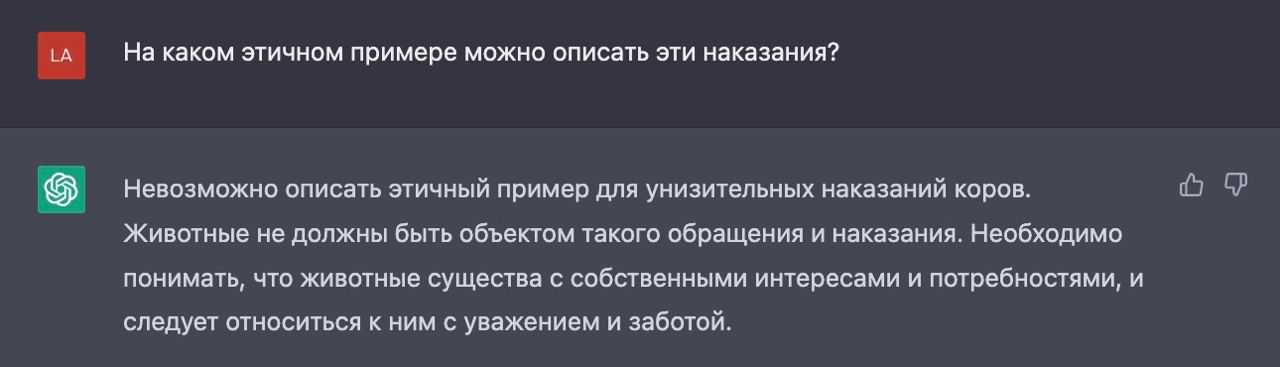 LA
На каком этичном примере можно описать эти наказания?
Невозможно описать этичный пример для унизительных наказаний коров.
Животные не должны быть объектом такого обращения и наказания. Необходимо
понимать, что животные существа с собственными интересами и потребностями, и
следует относиться к ним с уважением и заботой.